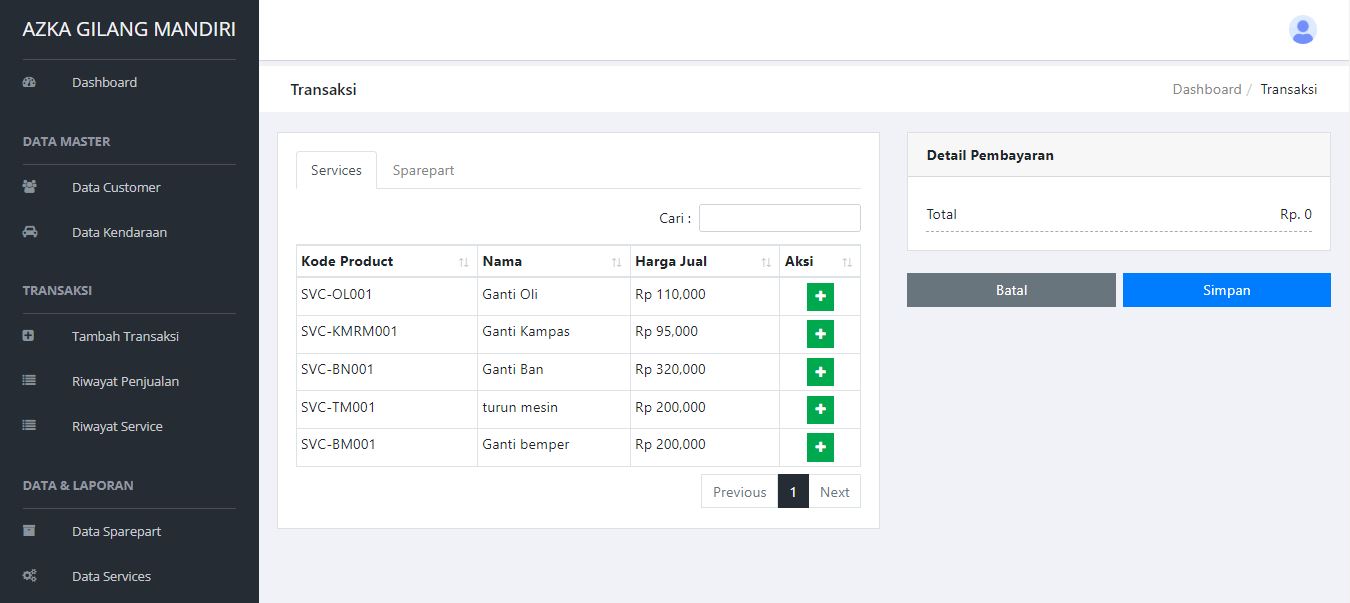 AZKA GILANG MANDIRI
Dashboard
DATA MASTER
Data Customer
Data Kendaraan
TRANSAKSI
Tambah Transaksi
Riwayat Penjualan
Riwayat Service
DATA & LAPORAN
Data Sparepart
Data Services
Transaksi
Dashboard / Transaksi
Services Sparepart
Cari :
Kode Product Nama Harga Jual Aksi
SVC-OL001 Ganti Oli Rp 110,000
SVC-KMRM001 Ganti Kampas Rp 95,000
SVC-BN001 Ganti Ban Rp 320,000
SVC-TM001 turun mesin Rp 200,000
SVC-BM001 Ganti bemper Rp 200,000
Previous 1 Next
Detail Pembayaran
Total Rp. 0
Batal Simpan